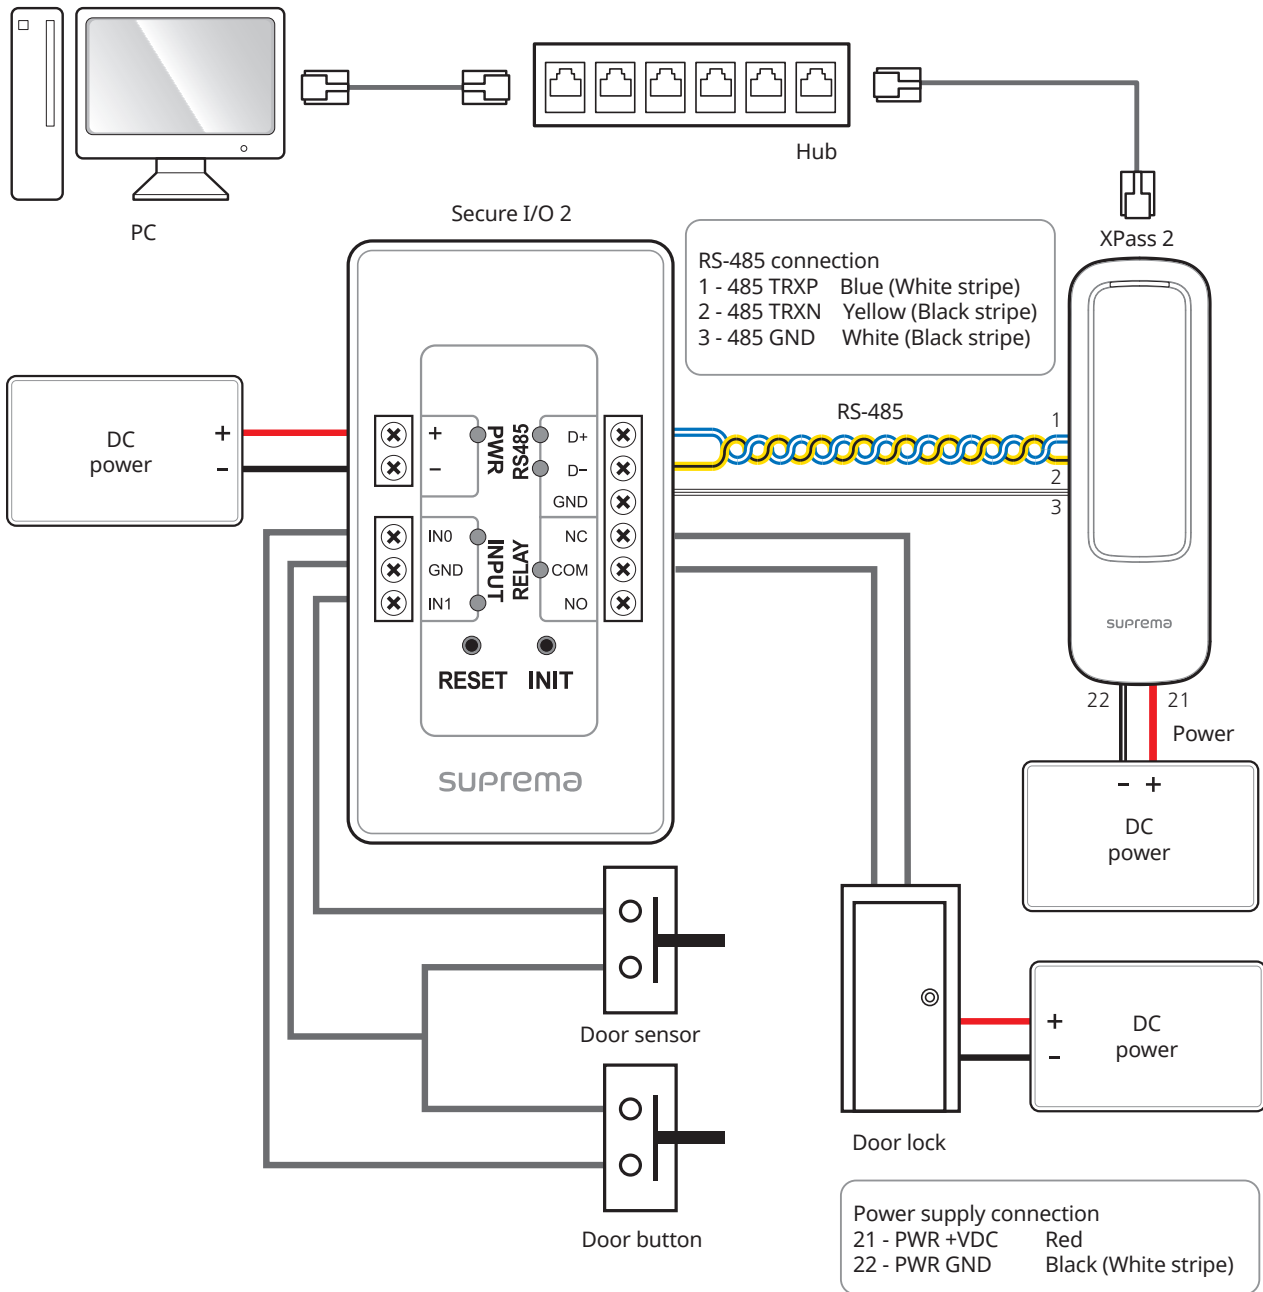 Hub
PC
Secure I/O 2
XPass 2
RS-485 connection
1 - 485 TRXP Blue (White stripe)
2 - 485 TRXN Yellow (Black stripe)
3 - 485 GND White (Black stripe)
DC
power
+
-
+
-
PWR
RS485
D+
D-
GND
IN0
GND
IN1
INPUT
RELAY
NC
COM
NO
RESET INIT
suprema
RS-485
1
2
3
suprema
22
21
Power
- +
DC
power
Door sensor
Door button
Door lock
+
-
DC
power
Power supply connection
21 - PWR +VDC Red
22 - PWR GND Black (White stripe)